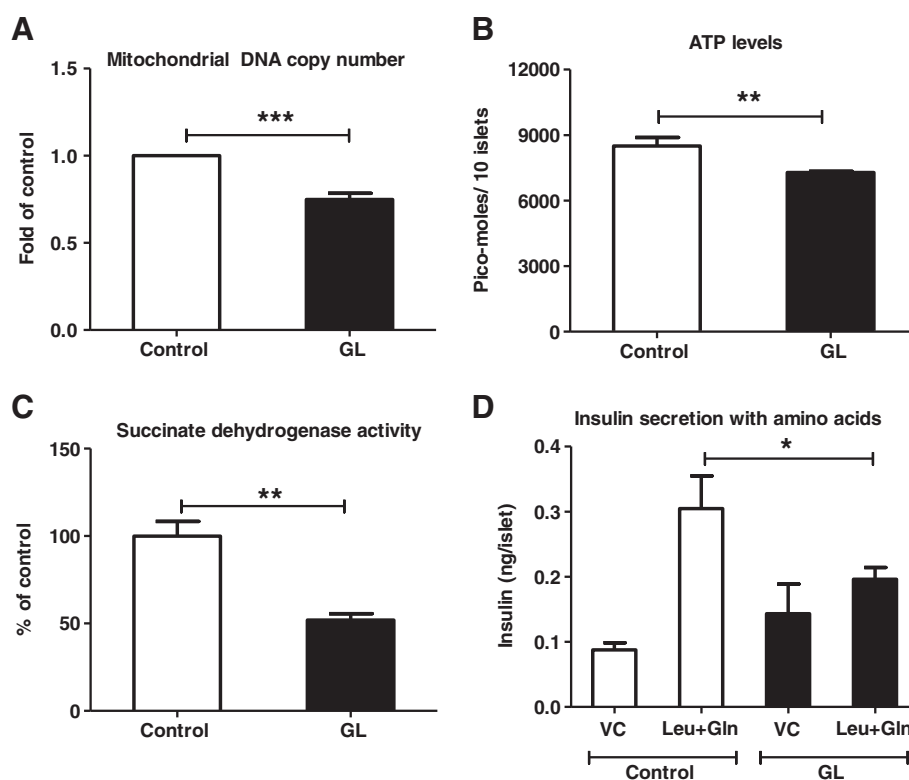 A
Mitochondrial DNA copy number
1.5
1.0
0.5
0.0
Fold of control
***
Control GL
B
ATP levels
12000
9000
6000
3000
0
Pico-moles/ 10 islets
**
Control GL
C
Succinate dehydrogenase activity
150
100
50
0
% of control
**
Control GL
D
Insulin secretion with amino acids
0.4
0.3
0.2
0.1
0.0
Insulin (ng/islet)
*
VC Leu+Gln VC Leu+Gln
Control GL